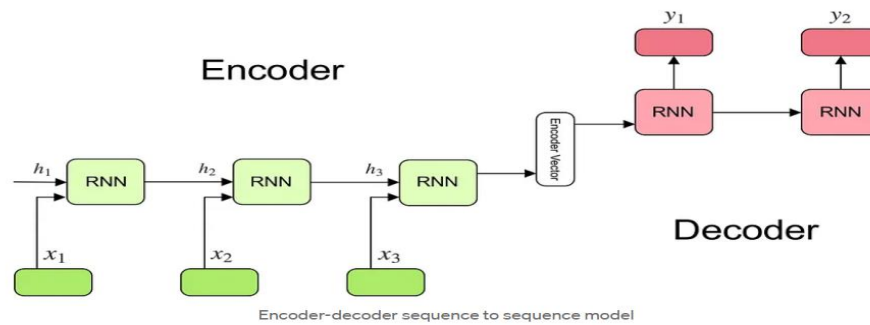 y₁
y₂
Encoder
RNN
RNN
Encoder Vector
h₁
RNN
h₂
RNN
h₃
RNN
x₁
x₂
x₃
Decoder
Encoder-decoder sequence to sequence model